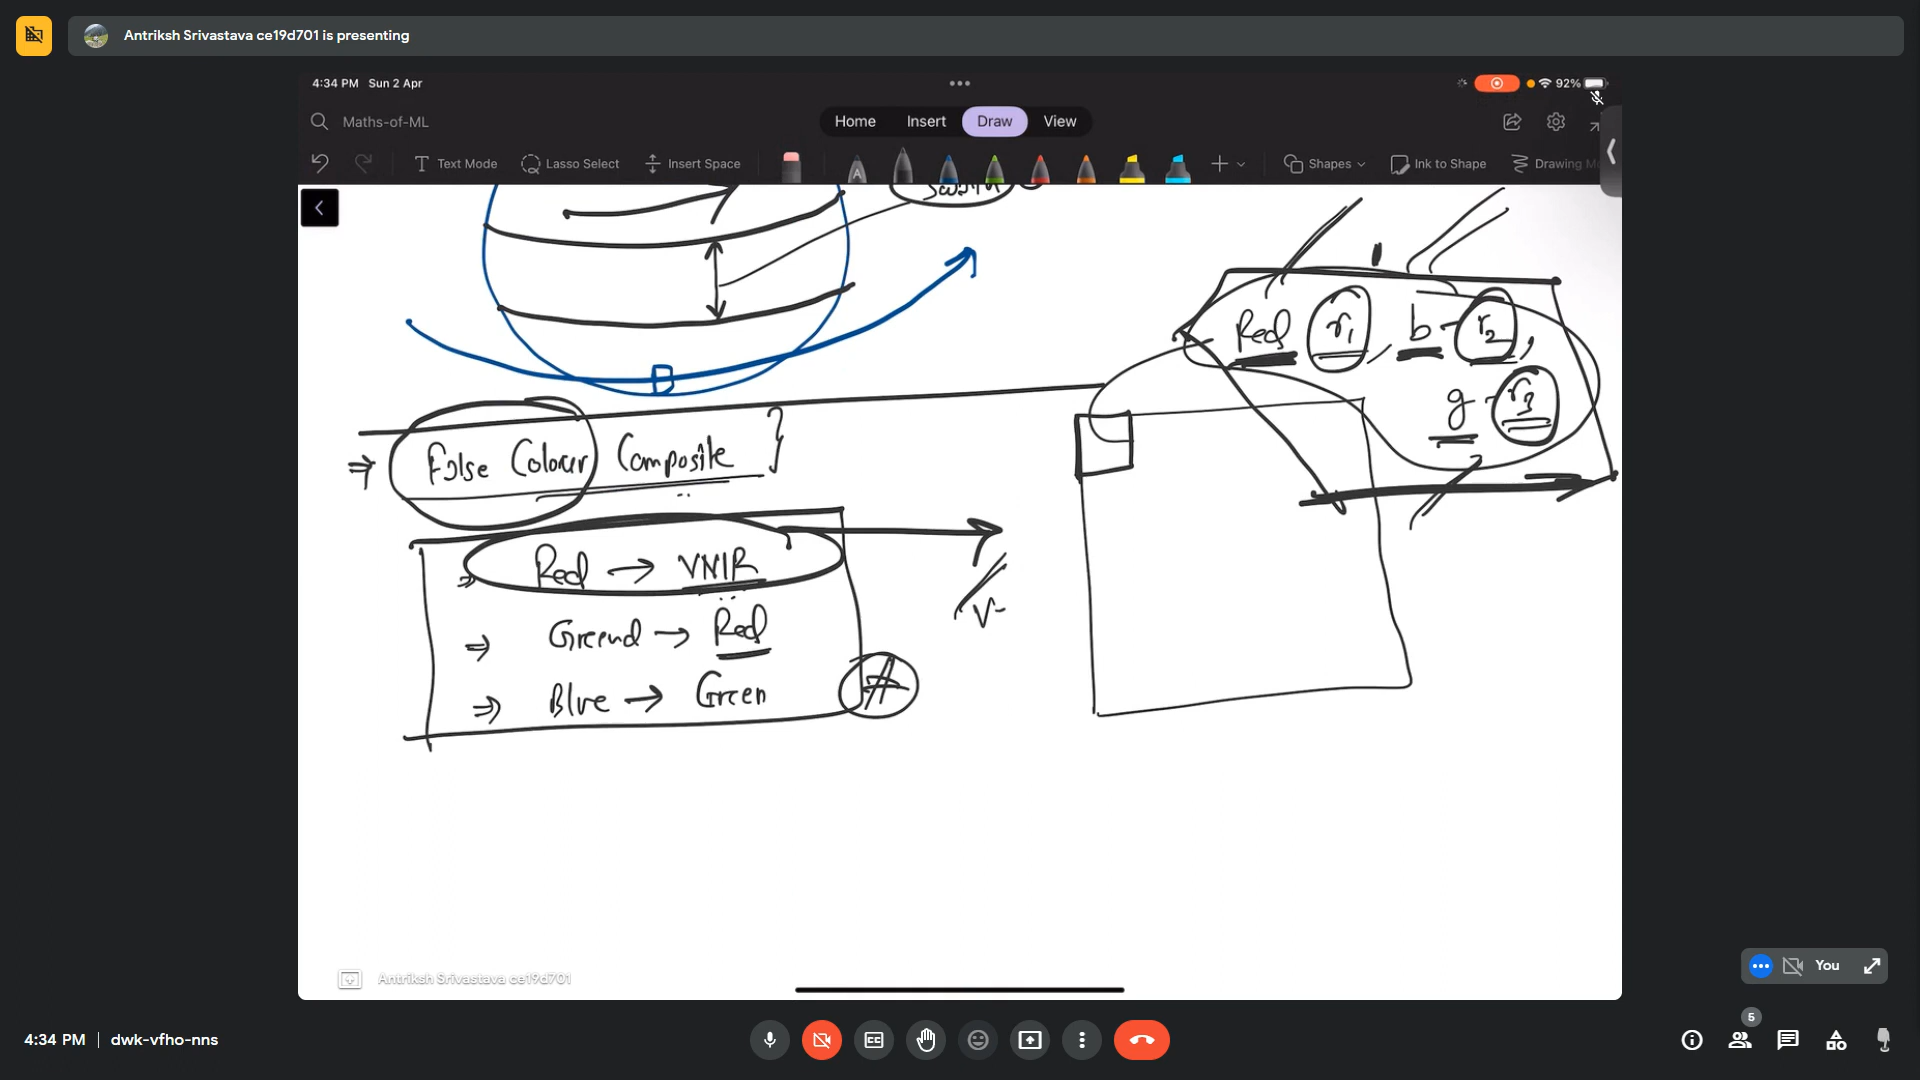 Antriksh Srivastava ce19d701 is presenting
4:34 PM Sun 2 Apr
92%
Maths-of-ML
Home Insert Draw View
Text Mode Lasso Select Insert Space
A
Shapes Ink to Shape Drawing Mo
Red r1, b - r2,
g - r3
⇒ False Colour Composite }
⇒ Red → VNIR
⇒ Greend → Red
⇒ Blue → Green
#
V-
Antriksh Srivastava ce19d701
You
5
4:34 PM | dwk-vfho-nns